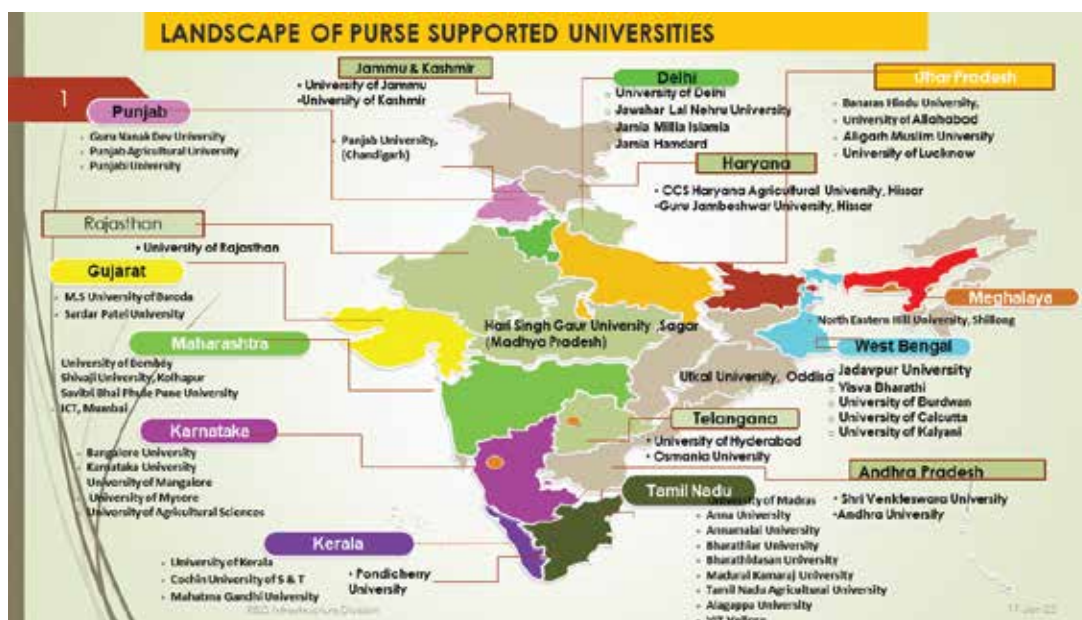 LANDSCAPE OF PURSE SUPPORTED UNIVERSITIES
1
Jammu & Kashmir
• University of Jammu
•University of Kashmir
Punjab
Guru Nanak Dev University
Punjab Agricultural University
Punjabi University
• Panjab University,
(Chandigarh)
Delhi
University of Delhi
Jawahar Lal Nehru University
Jamia Millia Islamia
Jamia Hamdard
Uttar Pradesh
Banaras Hindu University,
University of Allahabad
Aligarh Muslim University
University of Lucknow
Haryana
• CCS Haryana Agricultural University, Hissar
•Guru Jambeshwar University, Hissar
Rajasthan
• University of Rajasthan
Gujarat
M.S University of Baroda
Sardar Patel University
Hari Singh Gaur University ,Sagar
(Madhya Pradesh)
Meghalaya
North Eastern Hill University, Shillong
Maharashtra
University of Bombay
Shivaji University, Kolhapur
Savitri Bhai Phule Pune University
ICT, Mumbai
West Bengal
Jadavpur University
Visva Bharathi
University of Burdwan
University of Calcutta
University of Kalyani
Utkal University, Oddisa
Telangana
• University of Hyderabad
• Osmania University
Karnataka
Bangalore University
Karnataka University
University of Mangalore
University of Mysore
University of Agricultural Sciences
Andhra Pradesh
• Shri Venkteswara University
•Andhra University
Tamil Nadu
University of Madras
Anna University
Annamalai University
Bharathiar University
Bharathidasan University
Madurai Kamaraj University
Tamil Nadu Agricultural University
Alagappa University
Kerala
University of Kerala
Cochin University of S & T
Mahatma Gandhi University
• Pondicherry
University
R&D Infrastructure Division